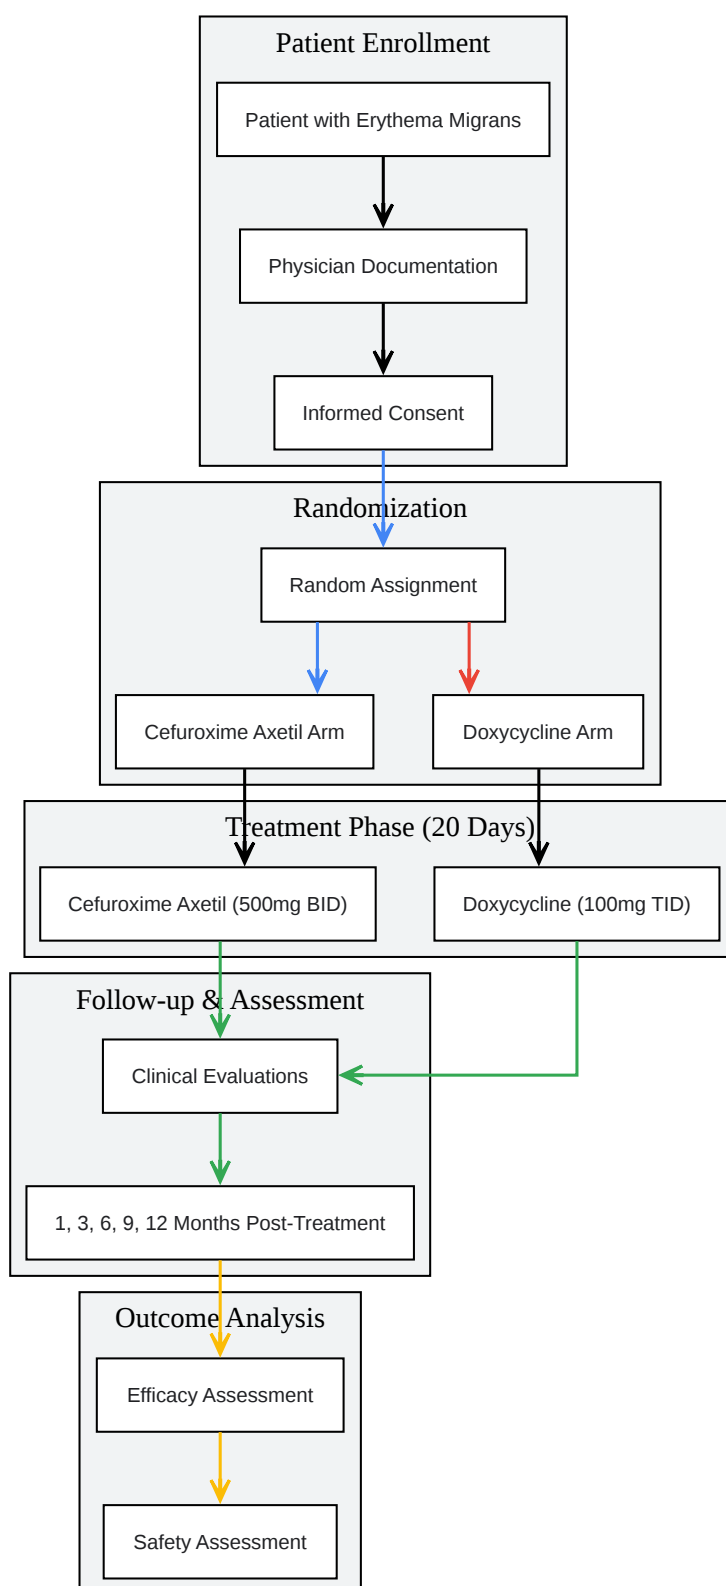 Patient Enrollment
Patient with Erythema Migrans
Physician Documentation
Informed Consent
Randomization
Random Assignment
Cefuroxime Axetil Arm
Doxycycline Arm
Treatment Phase (20 Days)
Cefuroxime Axetil (500mg BID)
Doxycycline (100mg TID)
Follow-up & Assessment
Clinical Evaluations
1, 3, 6, 9, 12 Months Post-Treatment
Outcome Analysis
Efficacy Assessment
Safety Assessment